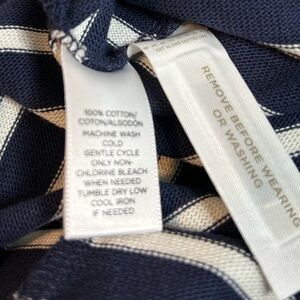 100% COTTON/
COTON/ALGODÓN
MACHINE WASH
COLD
GENTLE CYCLE
ONLY NON-
CHLORINE BLEACH
WHEN NEEDED
TUMBLE DRY LOW
COOL IRON
IF NEEDED
REMOVE BEFORE WEARING
OR WASHING